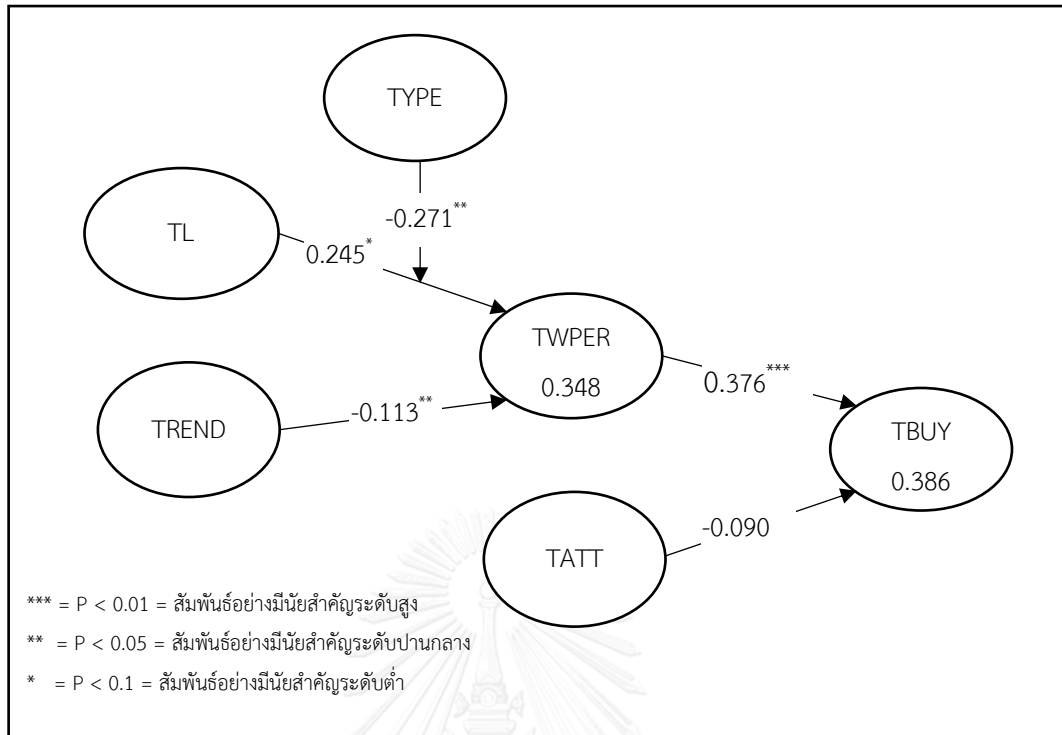 TYPE
-0.271**
TL
0.245*
TWPER
0.348
0.376***
TREND
-0.113**
TBUY
0.386
TATT
-0.090
*** = P < 0.01 = สัมพันธ์อย่างมีนัยสำคัญระดับสูง
** = P < 0.05 = สัมพันธ์อย่างมีนัยสำคัญระดับปานกลาง
* = P < 0.1 = สัมพันธ์อย่างมีนัยสำคัญระดับต่ำ